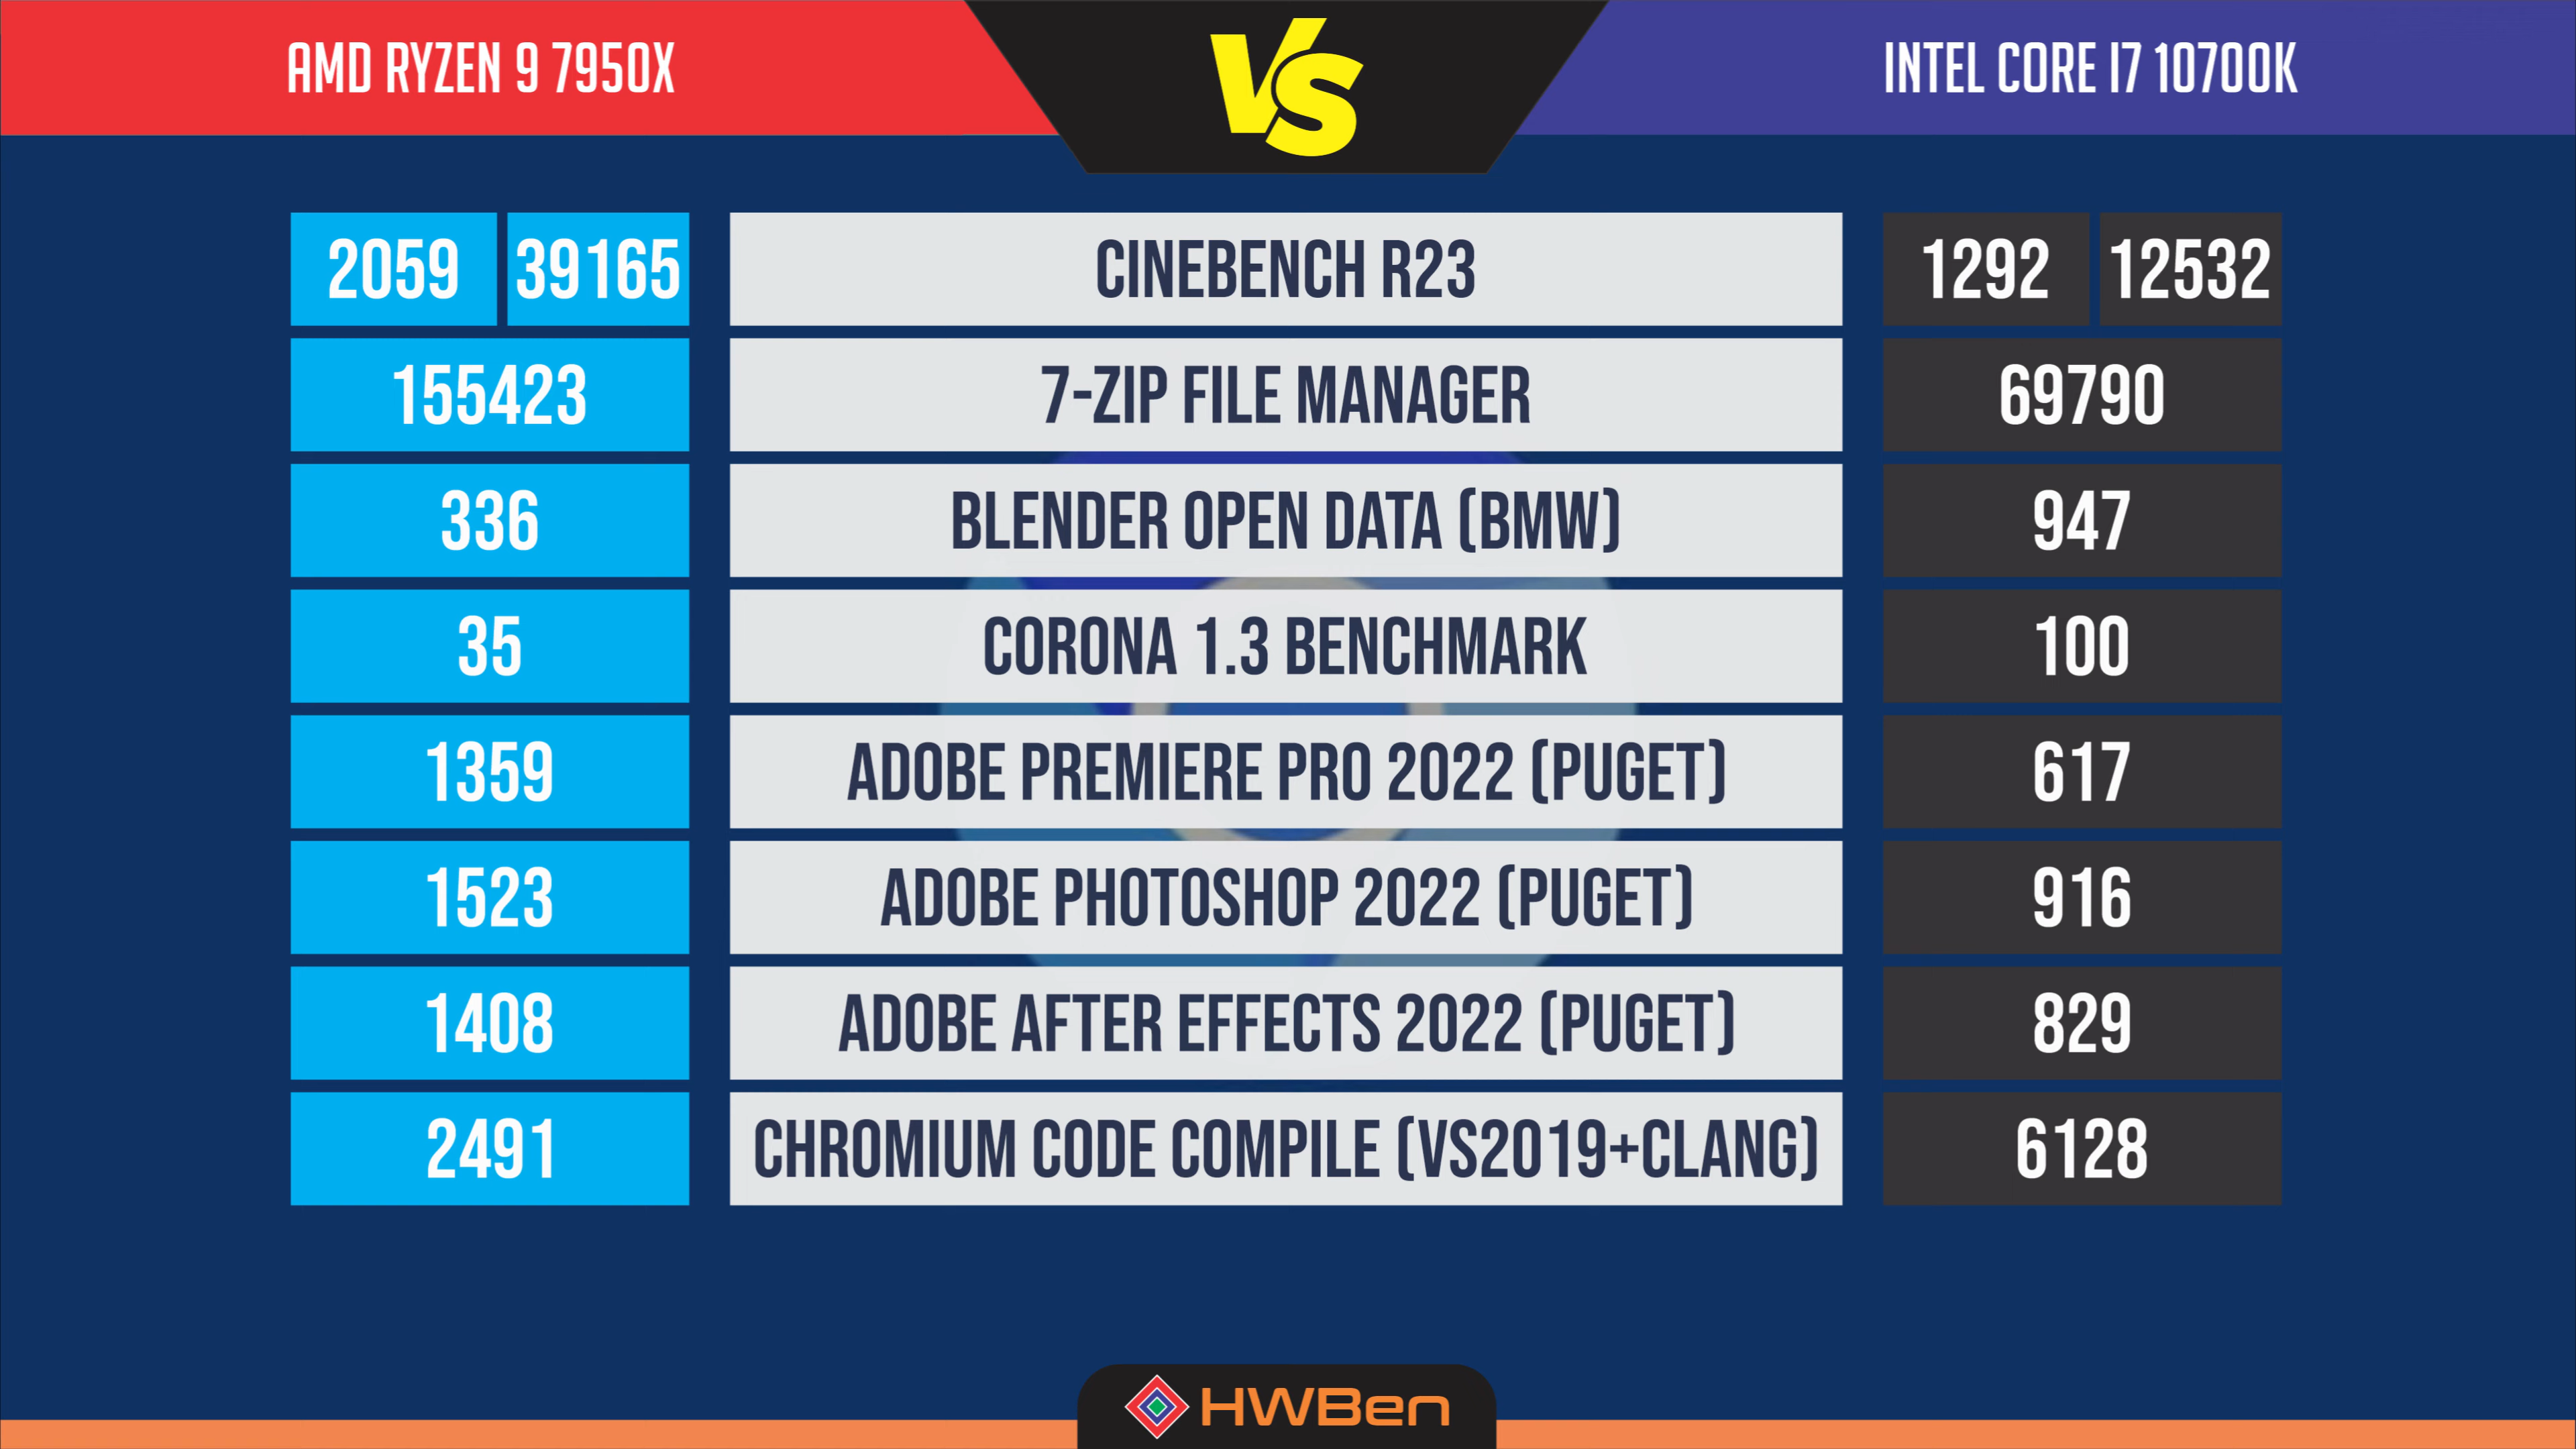 AMD RYZEN 9 7950X
VS
INTEL CORE I7 10700K
2059 39165 CINEBENCH R23 1292 12532
155423 7-ZIP FILE MANAGER 69790
336 BLENDER OPEN DATA (BMW) 947
35 CORONA 1.3 BENCHMARK 100
1359 ADOBE PREMIERE PRO 2022 (PUGET) 617
1523 ADOBE PHOTOSHOP 2022 (PUGET) 916
1408 ADOBE AFTER EFFECTS 2022 (PUGET) 829
2491 CHROMIUM CODE COMPILE (VS2019+CLANG) 6128
HWBen